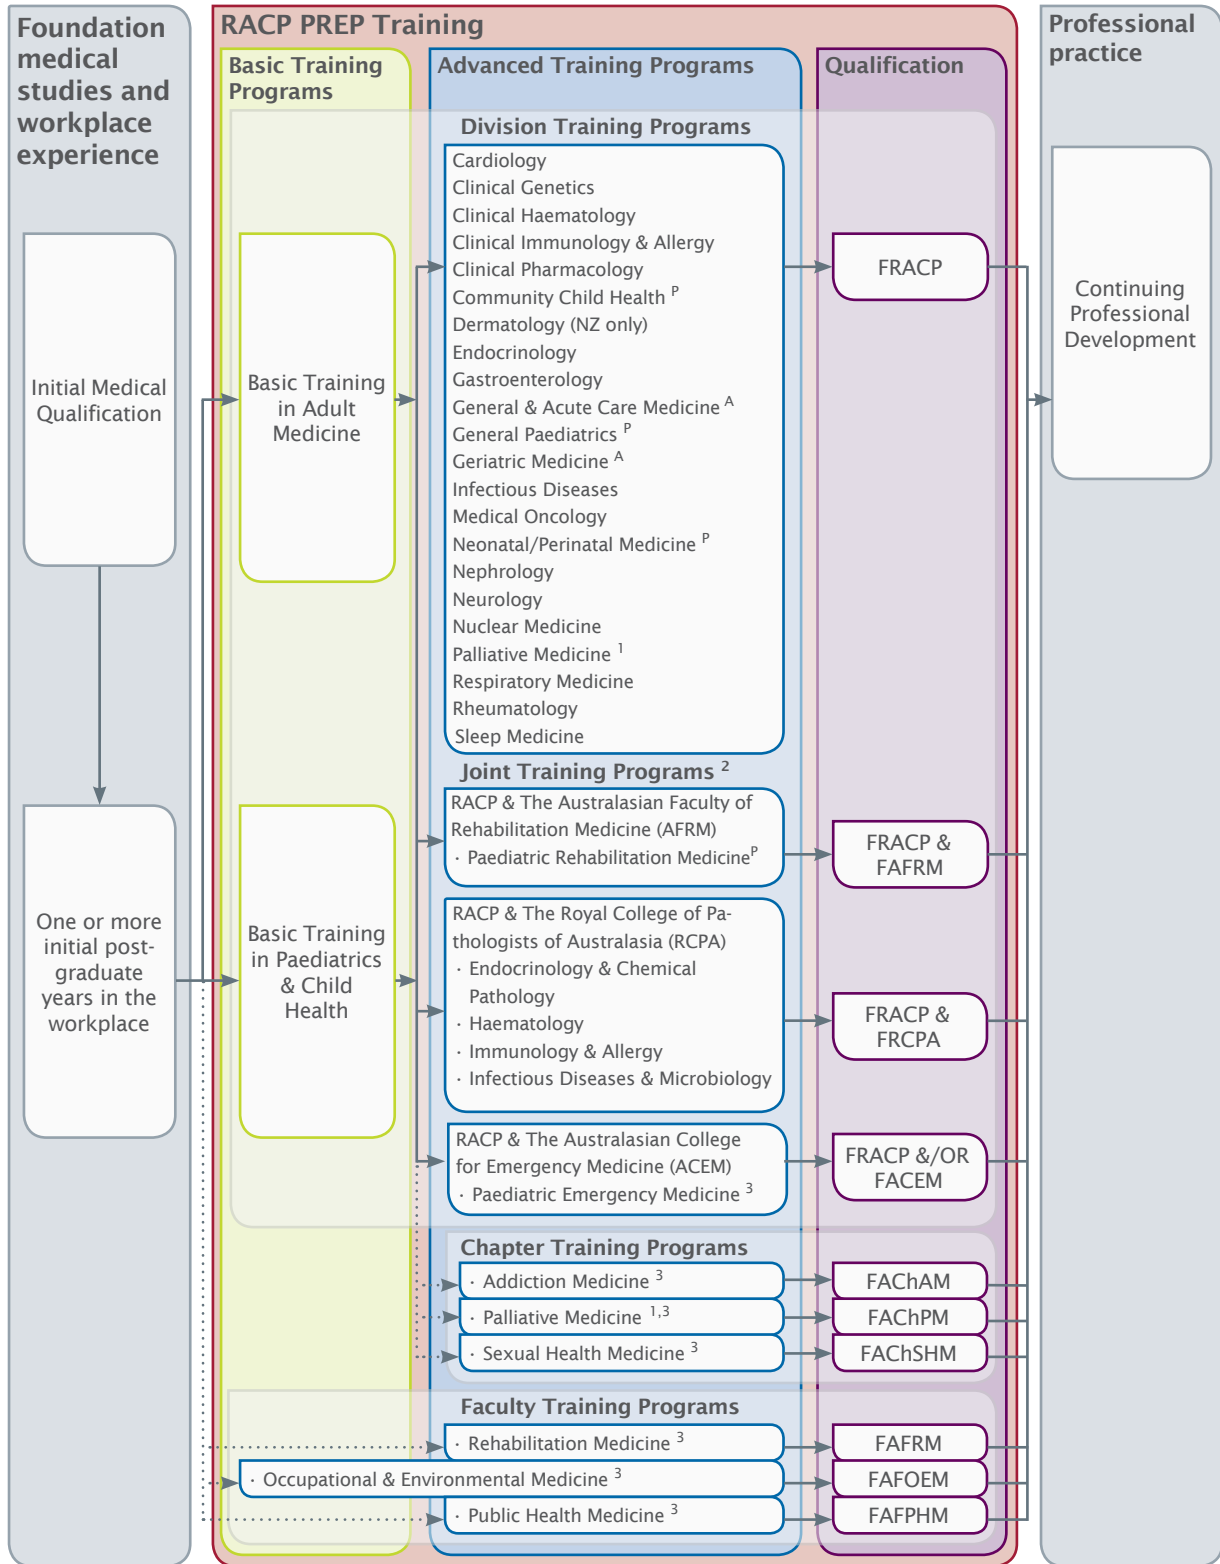 Foundation
medical
studies and
workplace
experience
Initial Medical
Qualification
One or more
initial post-
graduate
years in the
workplace
RACP PREP Training
Basic Training
Programs
Basic Training
in Adult
Medicine
Basic Training
in Paediatrics
& Child
Health
Advanced Training Programs
Division Training Programs
Cardiology
Clinical Genetics
Clinical Haematology
Clinical Immunology & Allergy
Clinical Pharmacology
Community Child Health P
Dermatology (NZ only)
Endocrinology
Gastroenterology
General & Acute Care Medicine A
General Paediatrics P
Geriatric Medicine A
Infectious Diseases
Medical Oncology
Neonatal/Perinatal Medicine P
Nephrology
Neurology
Nuclear Medicine
Palliative Medicine 1
Respiratory Medicine
Rheumatology
Sleep Medicine
Joint Training Programs 2
RACP & The Australasian Faculty of
Rehabilitation Medicine (AFRM)
· Paediatric Rehabilitation Medicine P
RACP & The Royal College of Pa-
thologists of Australasia (RCPA)
· Endocrinology & Chemical
Pathology
· Haematology
· Immunology & Allergy
· Infectious Diseases & Microbiology
RACP & The Australasian College
for Emergency Medicine (ACEM)
· Paediatric Emergency Medicine 3
Chapter Training Programs
· Addiction Medicine 3
· Palliative Medicine 1,3
· Sexual Health Medicine 3
Faculty Training Programs
· Rehabilitation Medicine 3
· Occupational & Environmental Medicine 3
· Public Health Medicine 3
Qualification
FRACP
FRACP &
FAFRM
FRACP &
FRCPA
FRACP &/OR
FACEM
FAChAM
FAChPM
FAChSHM
FAFRM
FAFOEM
FAFPHM
Professional
practice
Continuing
Professional
Development